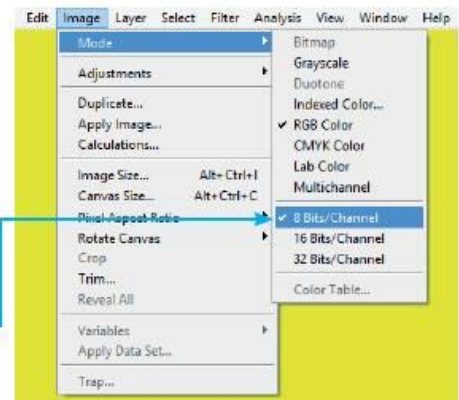 Edit Image Layer Select Filter Analysis View Window Help
Mode
Adjustments
Duplicate...
Apply Image...
Calculations...
Image Size... Alt+Ctrl+I
Canvas Size... Alt+Ctrl+C
Pixel Aspect Ratio
Rotate Canvas
Crop
Trim...
Reveal All
Variables
Apply Data Set...
Trap...
Bitmap
Grayscale
Duotone
Indexed Color...
✓ RGB Color
CMYK Color
Lab Color
Multichannel
✓ 8 Bits/Channel
16 Bits/Channel
32 Bits/Channel
Color Table...